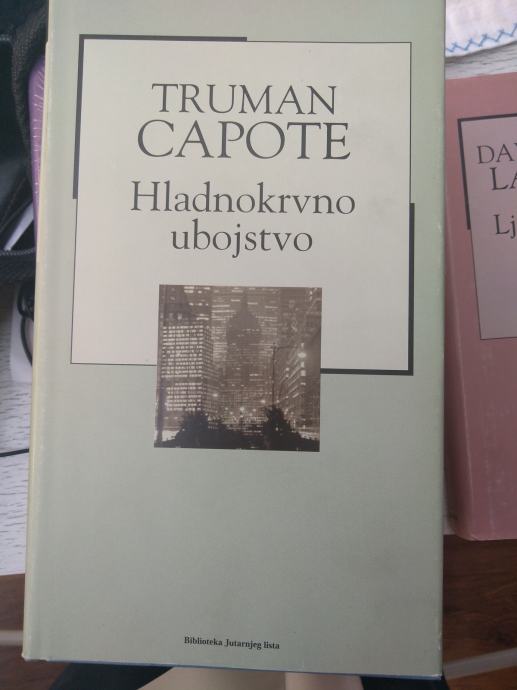 TRUMAN
CAPOTE
Hladnokrvno
ubojstvo
Biblioteka Jutarnjeg lista